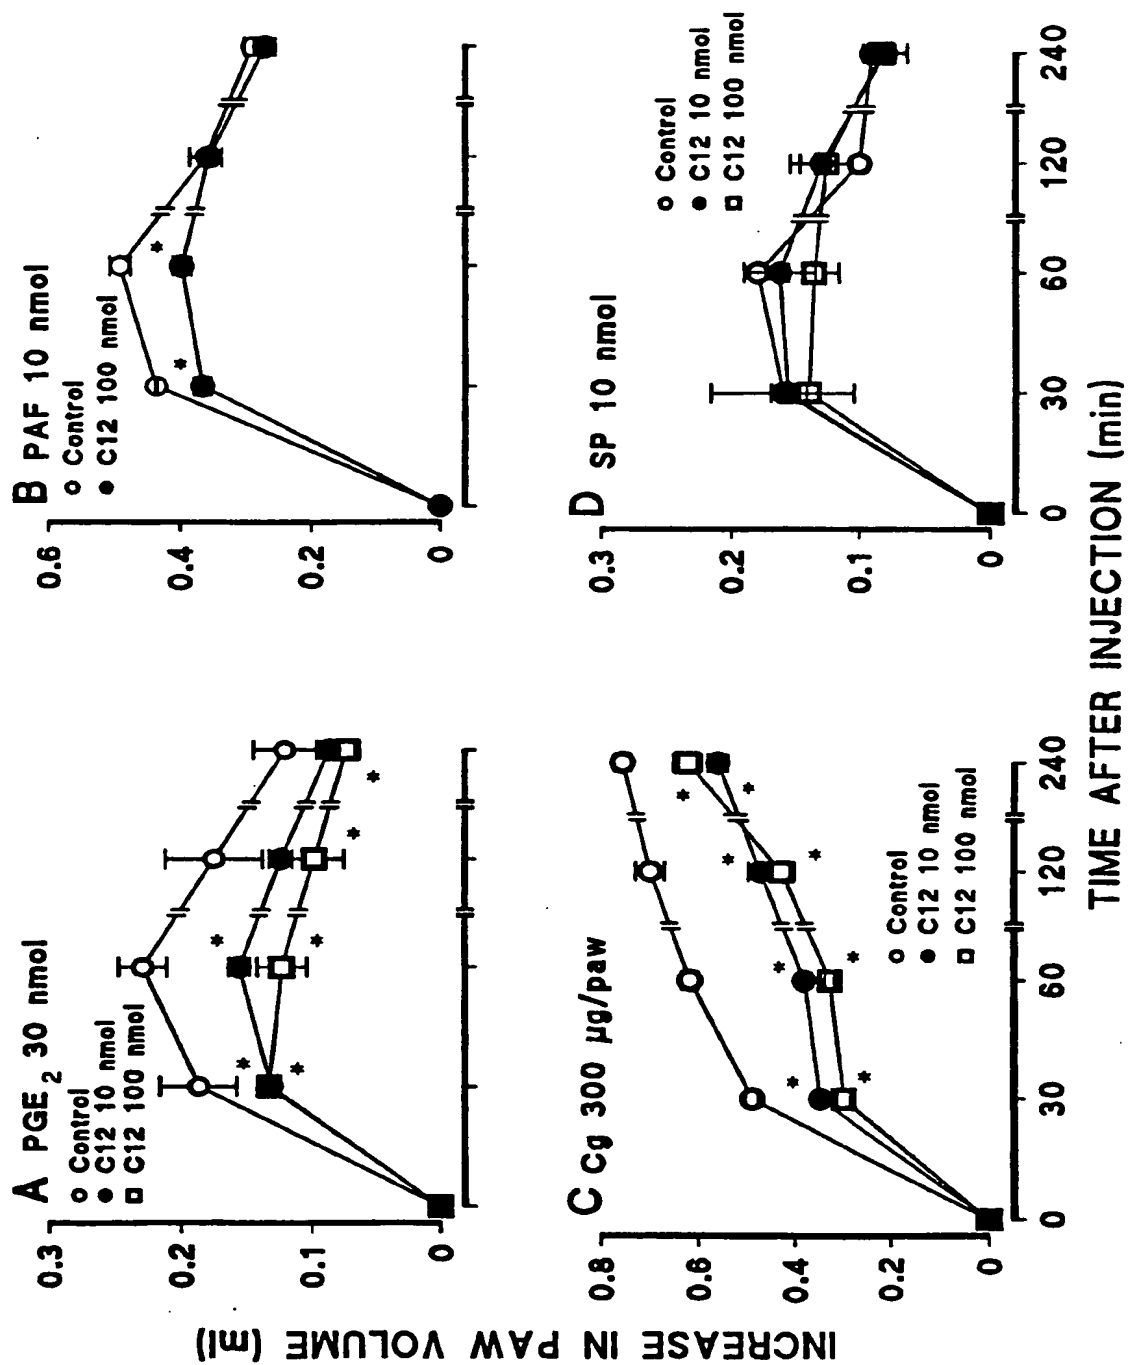 A PGE2 30 nmol
Control
C12 10 nmol
C12 100 nmol
0.3
0.2
0.1
0
*
*
*
*
*
*
B PAF 10 nmol
Control
C12 100 nmol
0.6
0.4
0.2
0
*
*
C Cg 300 µg/paw
Control
C12 10 nmol
C12 100 nmol
0.8
0.6
0.4
0.2
0
*
*
*
*
*
*
*
*
0 30 60 120 240
D SP 10 nmol
Control
C12 10 nmol
C12 100 nmol
0.3
0.2
0.1
0
0 30 60 120 240
INCREASE IN PAW VOLUME (ml)
TIME AFTER INJECTION (min)